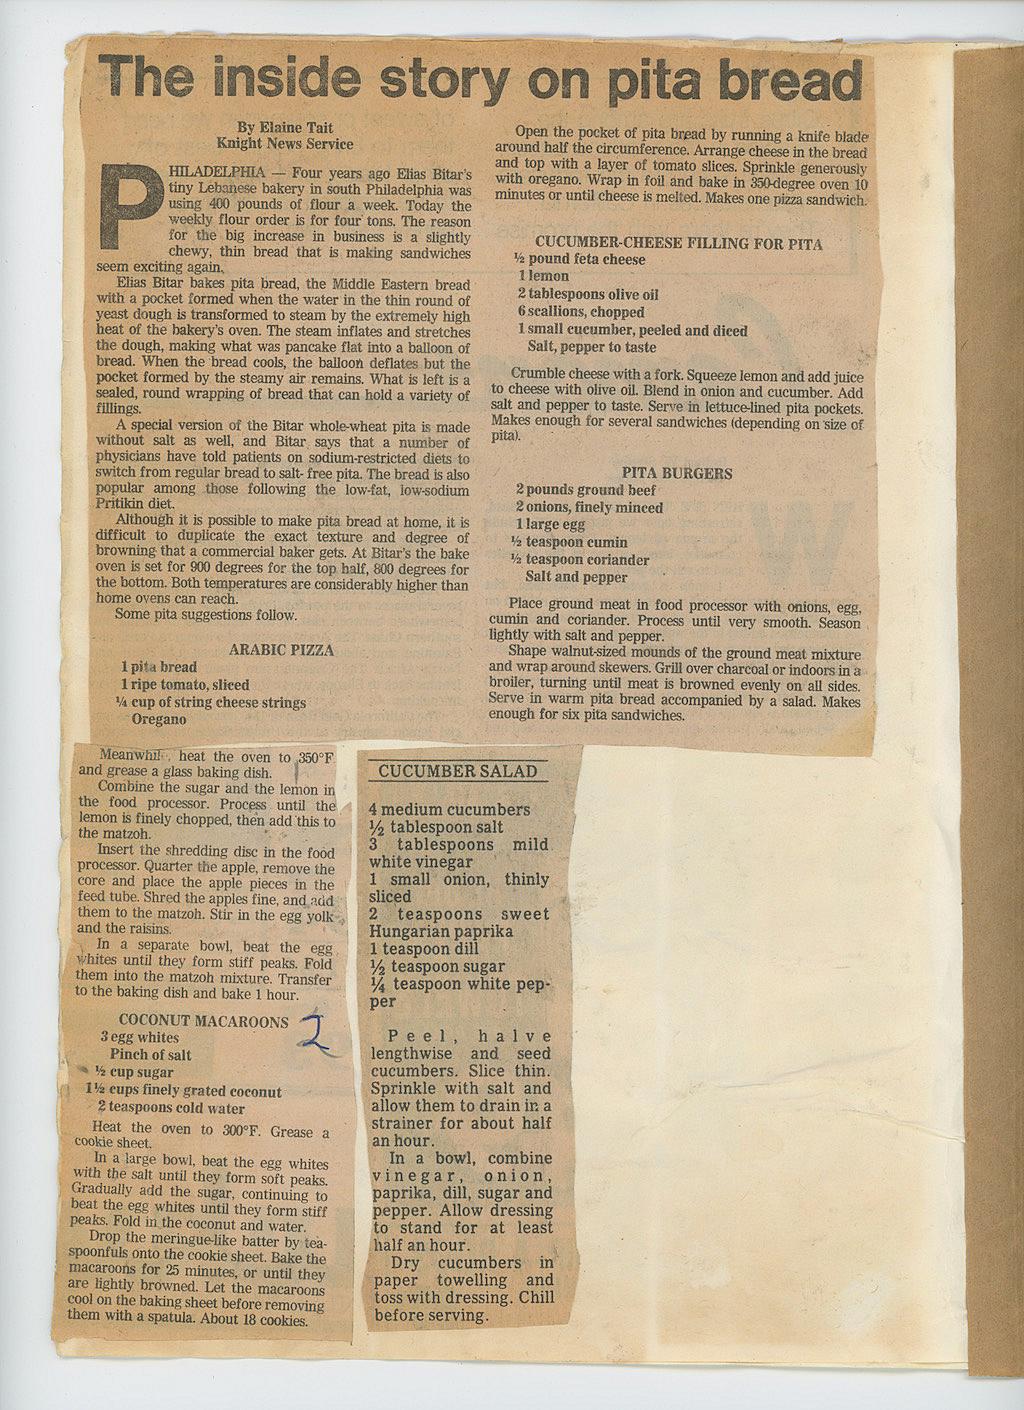 The inside story on pita bread
By Elaine Tait
Knight News Service
PHILADELPHIA — Four years ago Elias Bitar's
tiny Lebanese bakery in south Philadelphia was
using 400 pounds of flour a week. Today the
weekly flour order is for four tons. The reason
for the big increase in business is a slightly
chewy, thin bread that is making sandwiches
seem exciting again.
Elias Bitar bakes pita bread, the Middle Eastern bread
with a pocket formed when the water in the thin round of
yeast dough is transformed to steam by the extremely high
heat of the bakery's oven. The steam inflates and stretches
the dough, making what was pancake flat into a balloon of
bread. When the bread cools, the balloon deflates but the
pocket formed by the steamy air remains. What is left is a
sealed, round wrapping of bread that can hold a variety of
fillings.
A special version of the Bitar whole-wheat pita is made
without salt as well, and Bitar says that a number of
physicians have told patients on sodium-restricted diets to
switch from regular bread to salt- free pita. The bread is also
popular among those following the low-fat, low-sodium
Pritikin diet.
Although it is possible to make pita bread at home, it is
difficult to duplicate the exact texture and degree of
browning that a commercial baker gets. At Bitar's the bake
oven is set for 900 degrees for the top half, 800 degrees for
the bottom. Both temperatures are considerably higher than
home ovens can reach.
Some pita suggestions follow.
ARABIC PIZZA
1 pita bread
1 ripe tomato, sliced
¼ cup of string cheese strings
Oregano
Open the pocket of pita bread by running a knife blade
around half the circumference. Arrange cheese in the bread
and top with a layer of tomato slices. Sprinkle generously
with oregano. Wrap in foil and bake in 350-degree oven 10
minutes or until cheese is melted. Makes one pizza sandwich.
CUCUMBER-CHEESE FILLING FOR PITA
½ pound feta cheese
1 lemon
2 tablespoons olive oil
6 scallions, chopped
1 small cucumber, peeled and diced
Salt, pepper to taste
Crumble cheese with a fork. Squeeze lemon and add juice
to cheese with olive oil. Blend in onion and cucumber. Add
salt and pepper to taste. Serve in lettuce-lined pita pockets.
Makes enough for several sandwiches (depending on size of
pita).
PITA BURGERS
2 pounds ground beef
2 onions, finely minced
1 large egg
½ teaspoon cumin
½ teaspoon coriander
Salt and pepper
Place ground meat in food processor with onions, egg,
cumin and coriander. Process until very smooth. Season
lightly with salt and pepper.
Shape walnut-sized mounds of the ground meat mixture
and wrap around skewers. Grill over charcoal or indoors in a
broiler, turning until meat is browned evenly on all sides.
Serve in warm pita bread accompanied by a salad. Makes
enough for six pita sandwiches.
heat the oven to 350°F
and grease a glass baking dish.
Combine the sugar and the lemon in
the food processor. Process until the
lemon is finely chopped, then add this to
the matzoh.
Insert the shredding disc in the food
processor. Quarter the apple, remove the
core and place the apple pieces in the
feed tube. Shred the apples fine, and add
them to the matzoh. Stir in the egg yolk
and the raisins.
In a separate bowl, beat the egg
whites until they form stiff peaks. Fold
them into the matzoh mixture. Transfer
to the baking dish and bake 1 hour.
COCONUT MACAROONS 2
3 egg whites
Pinch of salt
½ cup sugar
1½ cups finely grated coconut
2 teaspoons cold water
Heat the oven to 300°F. Grease a
cookie sheet.
In a large bowl, beat the egg whites
with the salt until they form soft peaks.
Gradually add the sugar, continuing to
beat the egg whites until they form stiff
peaks. Fold in the coconut and water.
Drop the meringue-like batter by tea-
spoonfuls onto the cookie sheet. Bake the
macaroons for 25 minutes, or until they
are lightly browned. Let the macaroons
cool on the baking sheet before removing
them with a spatula. About 18 cookies.
CUCUMBER SALAD
4 medium cucumbers
½ tablespoon salt
3 tablespoons mild
white vinegar
1 small onion, thinly
sliced
2 teaspoons sweet
Hungarian paprika
1 teaspoon dill
½ teaspoon sugar
¼ teaspoon white pep-
per
Peel, halve
lengthwise and seed
cucumbers. Slice thin.
Sprinkle with salt and
allow them to drain in a
strainer for about half
an hour.
In a bowl, combine
vinegar, onion,
paprika, dill, sugar and
pepper. Allow dressing
to stand for at least
half an hour.
Dry cucumbers in
paper towelling and
toss with dressing. Chill
before serving.